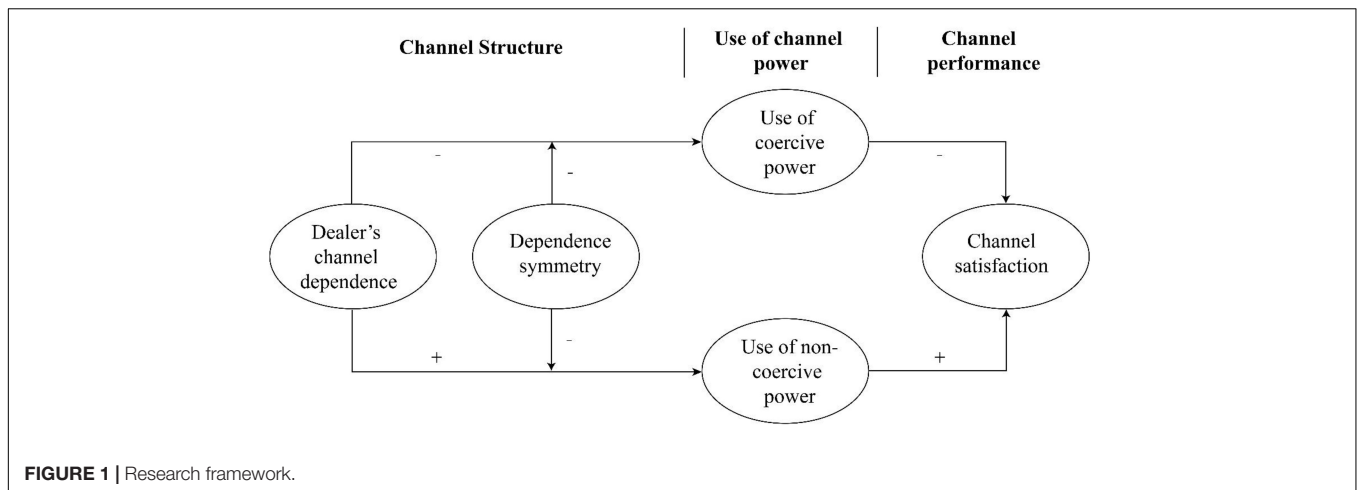 Channel Structure
Use of channel
power
Channel
performance
Use of
coercive
power
-
-
-
Dealer's
channel
dependence
Dependence
symmetry
Channel
satisfaction
+
-
+
Use of non-
coercive
power
FIGURE 1 | Research framework.